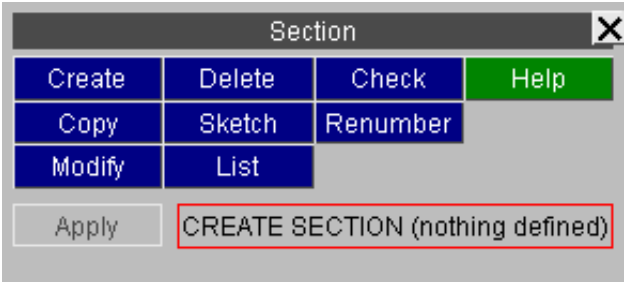 Section
Create Delete Check Help
Copy Sketch Renumber
Modify List
Apply CREATE SECTION (nothing defined)